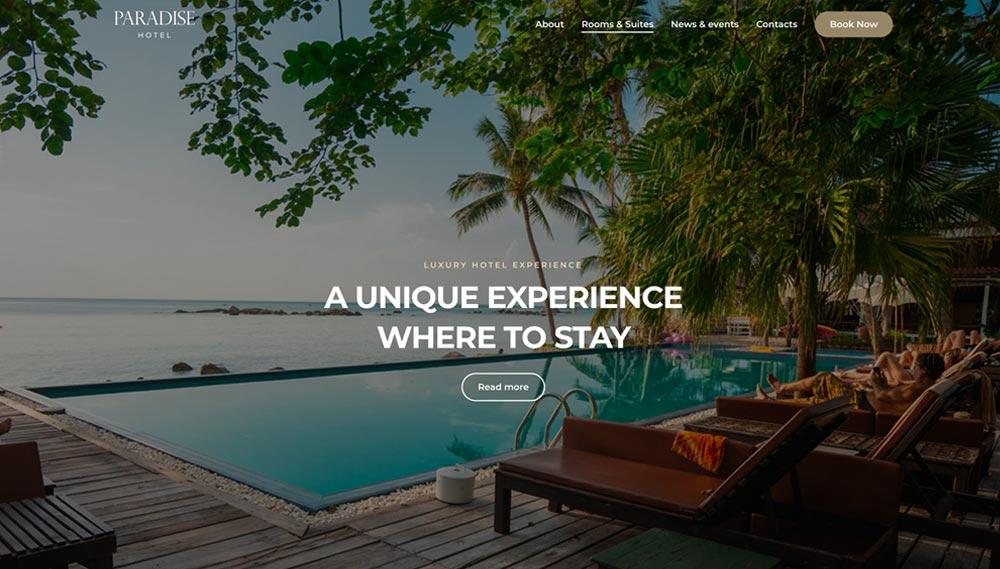 PARADISE
HOTEL
About Rooms & Suites News & events Contacts Book Now
LUXURY HOTEL EXPERIENCE
A UNIQUE EXPERIENCE
WHERE TO STAY
Read more